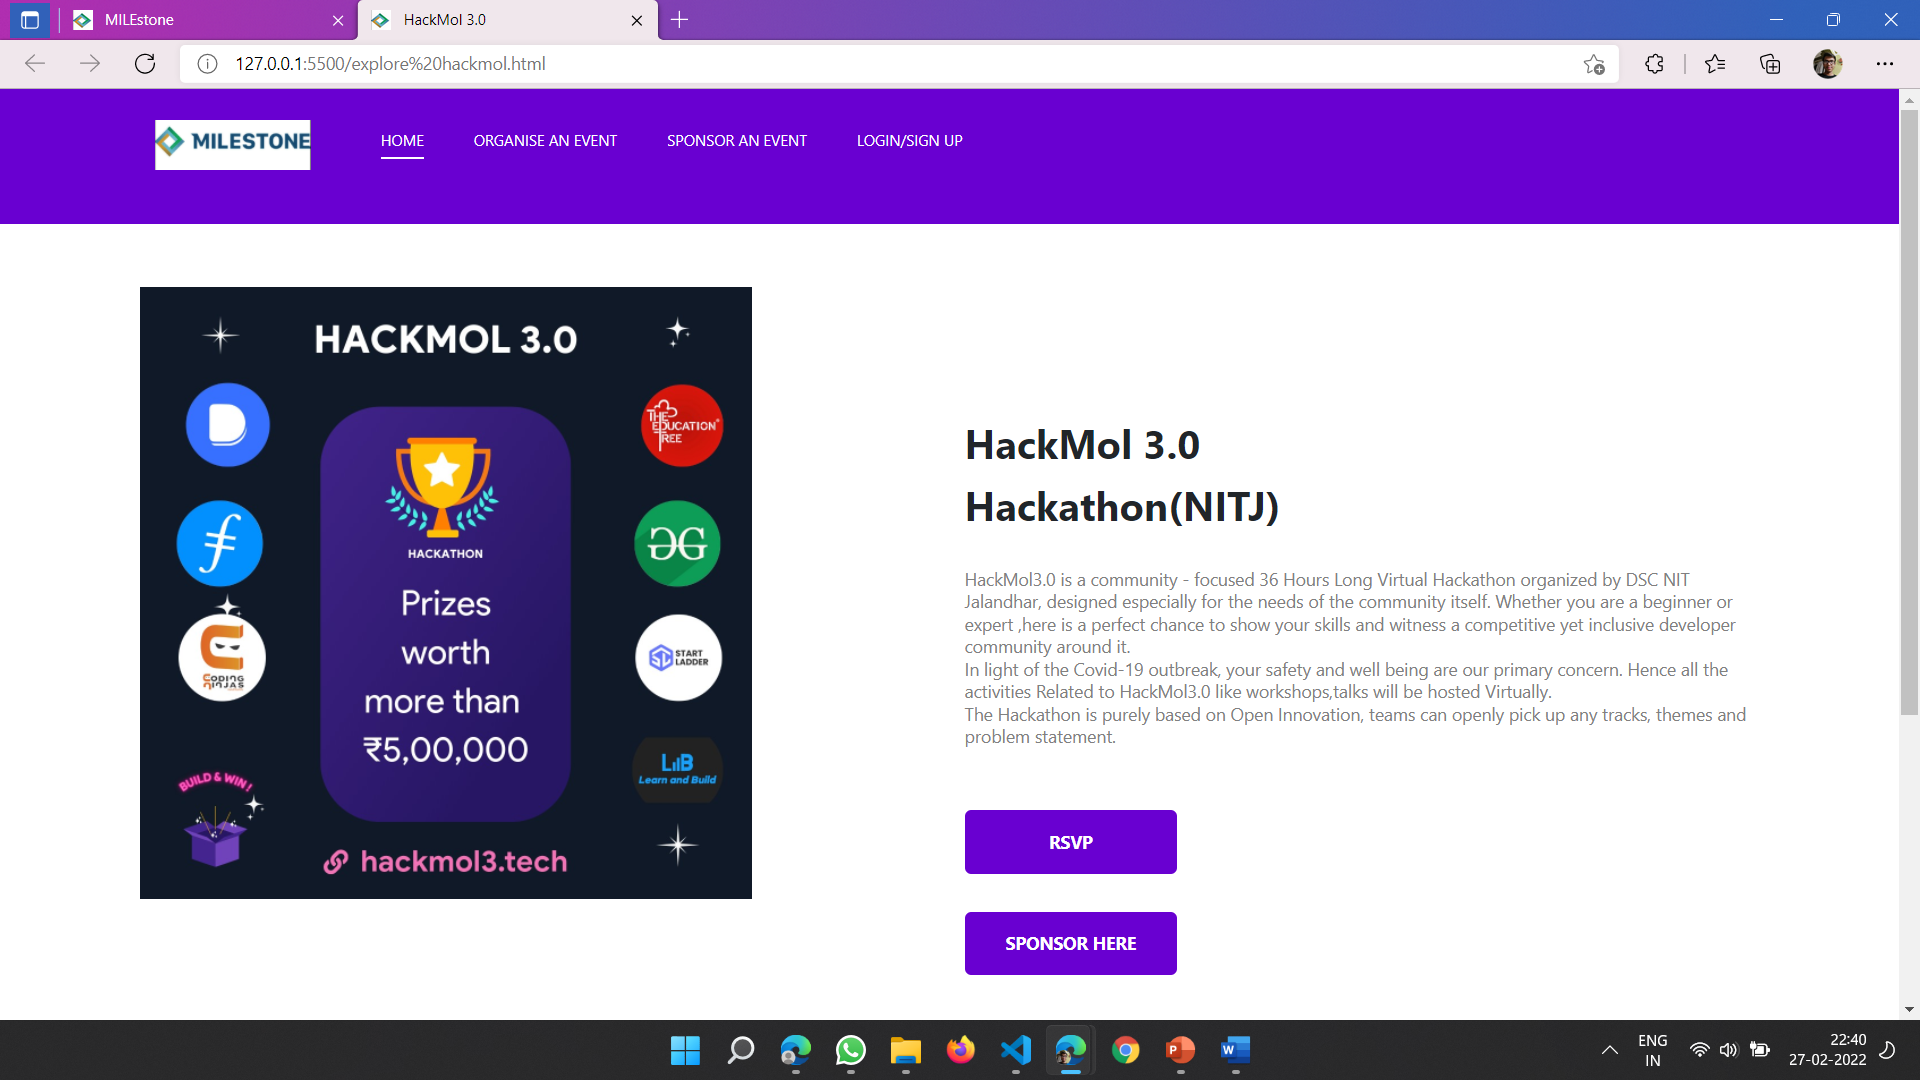 MILEstone
HackMol 3.0
127.0.0.1:5500/explore%20hackmol.html
MILESTONE
HOME
ORGANISE AN EVENT
SPONSOR AN EVENT
LOGIN/SIGN UP
HACKMOL 3.0
THE EDUCATION TREE
HACKATHON
Prizes
worth
more than
₹5,00,000
CODING NINJAS
START
LADDER
BUILD & WIN!
Learn and Build
hackmol3.tech
HackMol 3.0
Hackathon(NITJ)
HackMol3.0 is a community - focused 36 Hours Long Virtual Hackathon organized by DSC NIT
Jalandhar, designed especially for the needs of the community itself. Whether you are a beginner or
expert ,here is a perfect chance to show your skills and witness a competitive yet inclusive developer
community around it.
In light of the Covid-19 outbreak, your safety and well being are our primary concern. Hence all the
activities Related to HackMol3.0 like workshops,talks will be hosted Virtually.
The Hackathon is purely based on Open Innovation, teams can openly pick up any tracks, themes and
problem statement.
RSVP
SPONSOR HERE
ENG
IN
22:40
27-02-2022